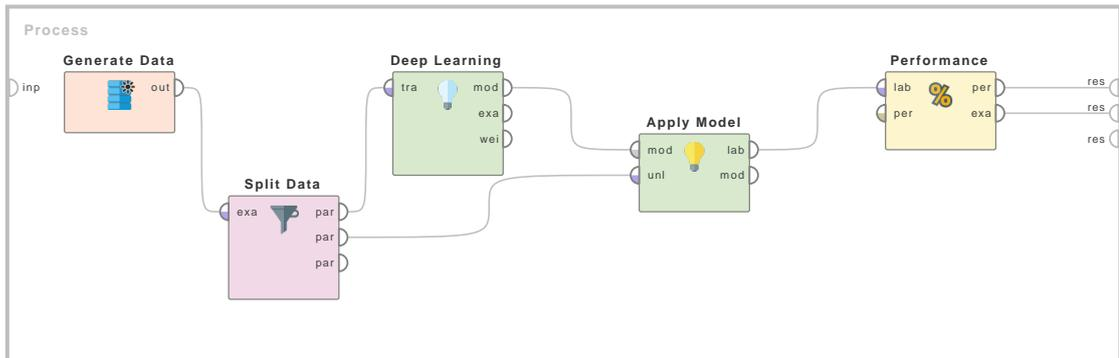 Process
inp
Generate Data
out
Split Data
exa
par
par
par
Deep Learning
tra
mod
exa
wei
Apply Model
mod
lab
unl
mod
Performance
lab
per
per
exa
res
res
res